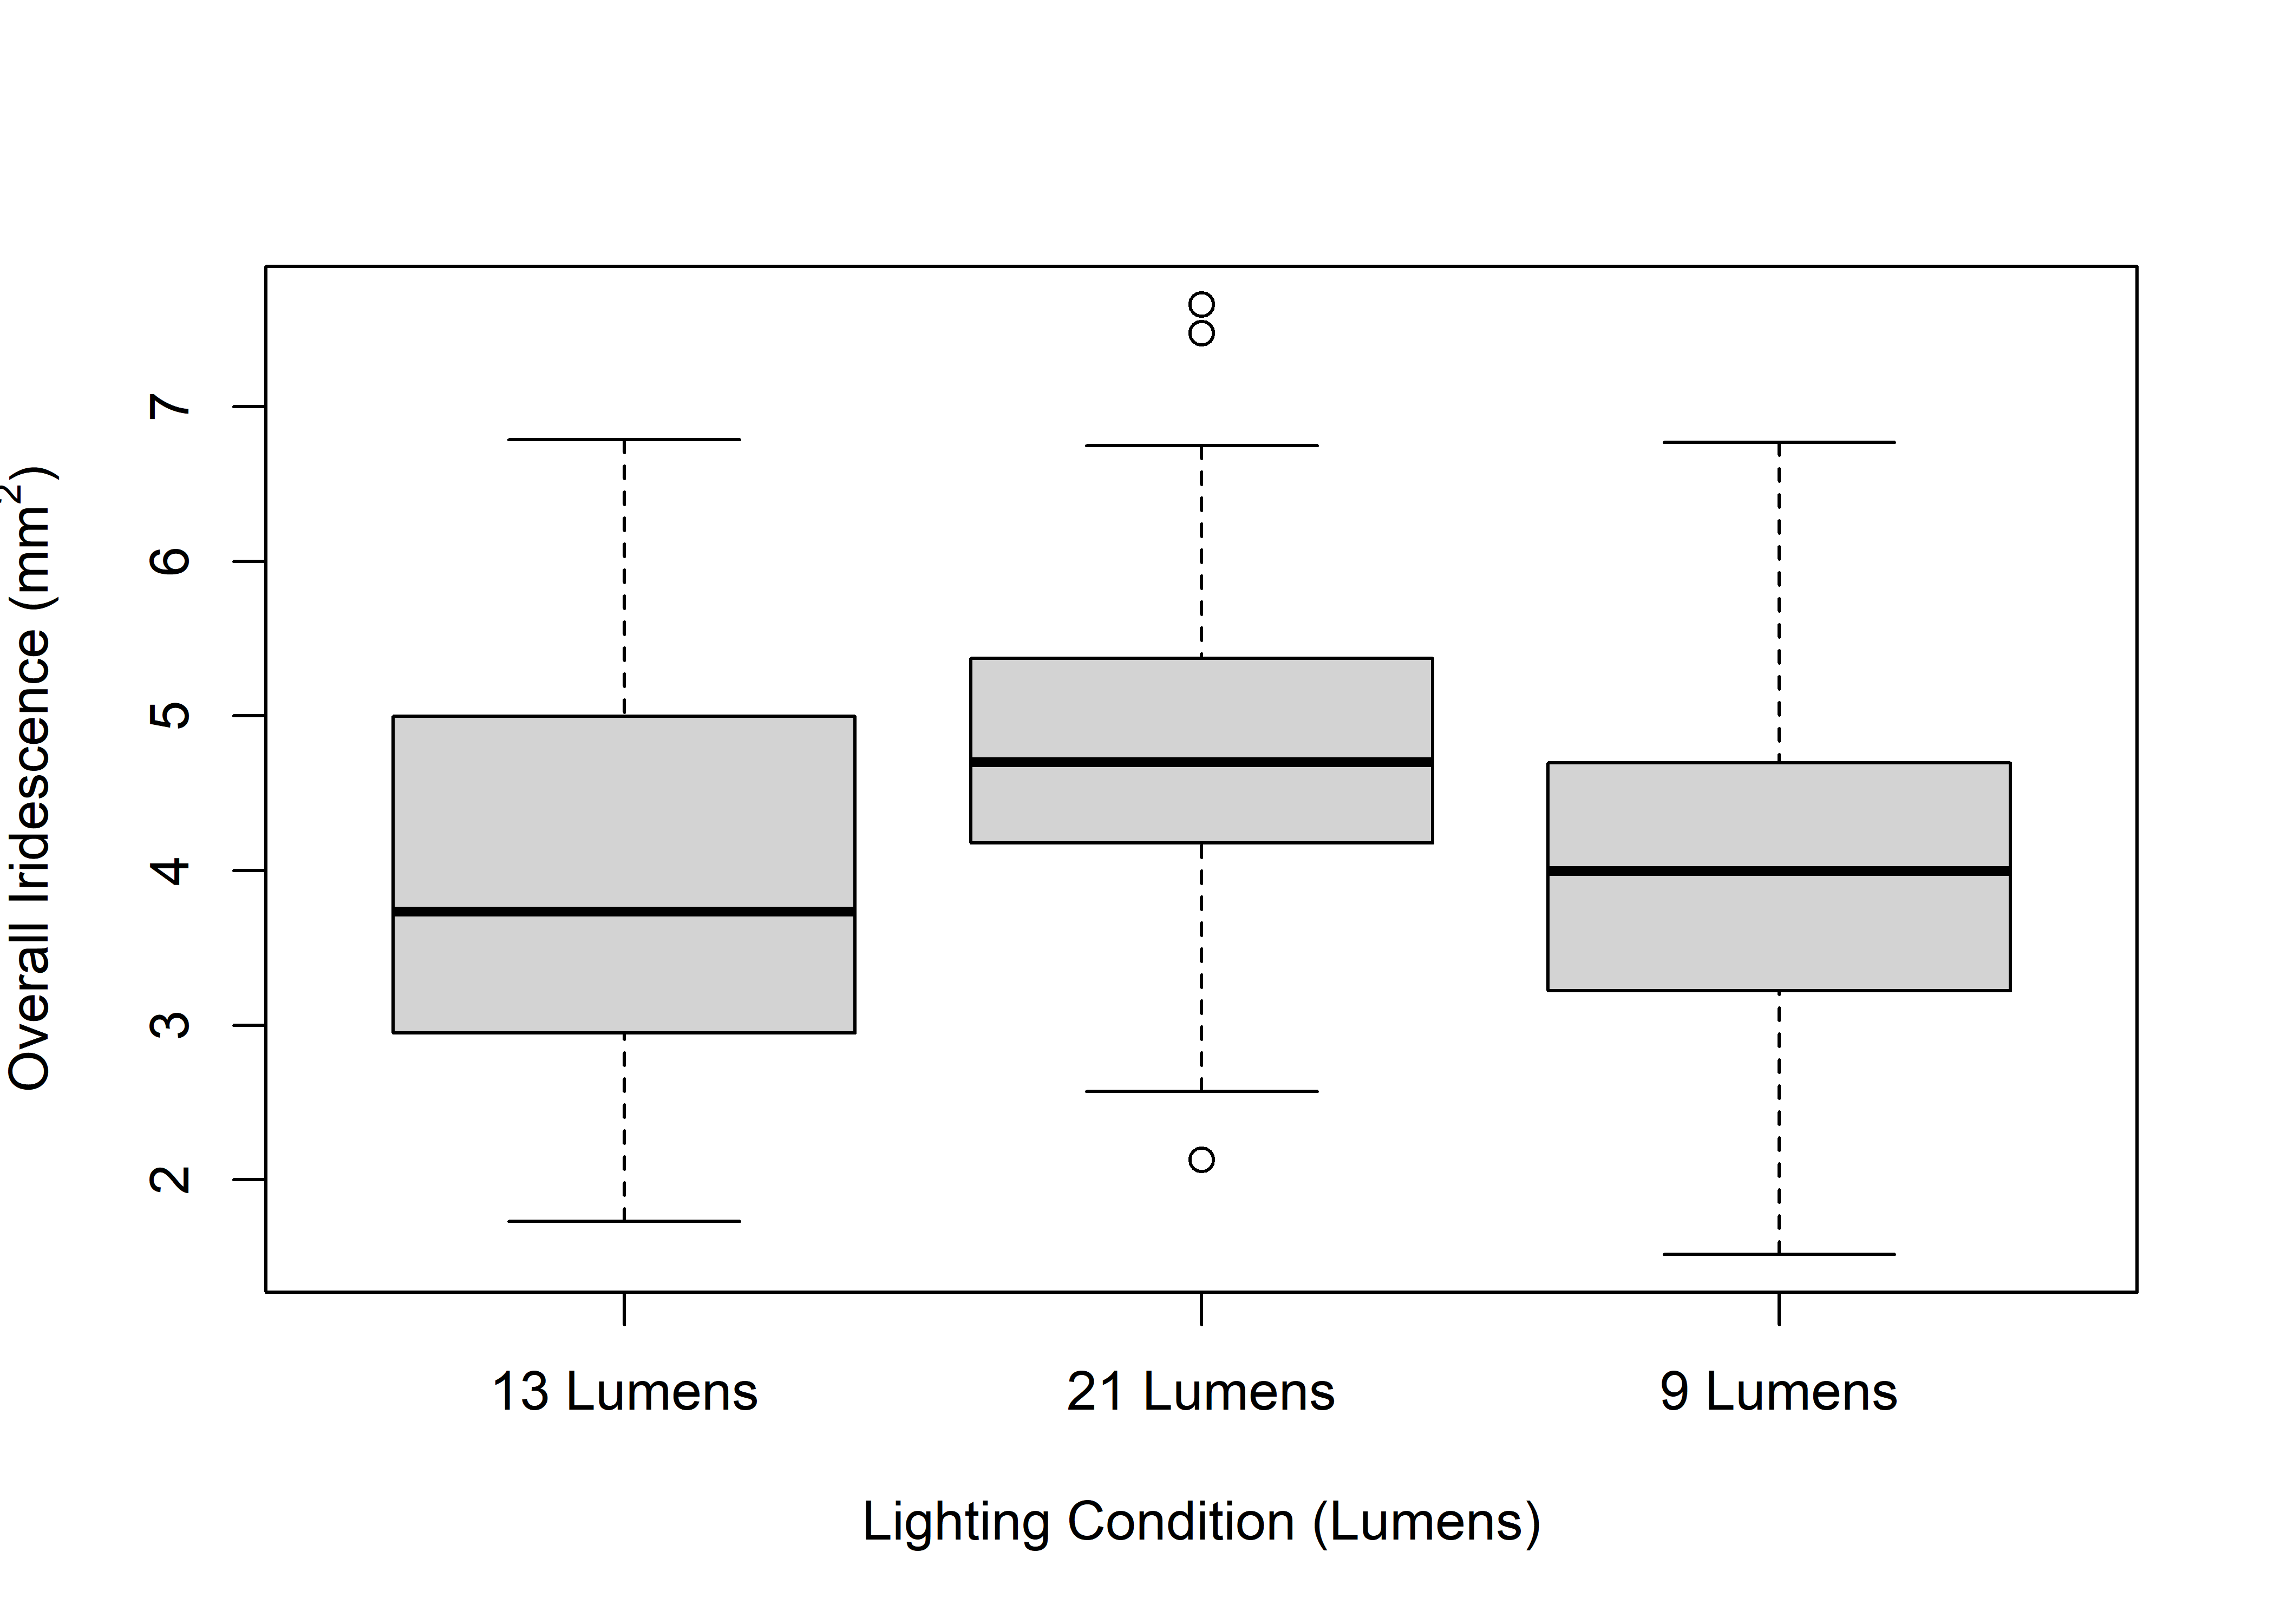 Overall Iridescence (mm²)
7
6
5
4
3
2
13 Lumens 21 Lumens 9 Lumens
Lighting Condition (Lumens)